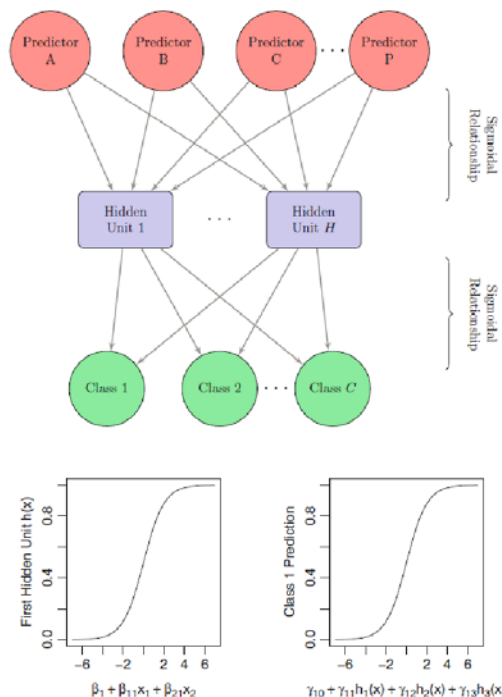 Predictor
A
Predictor
B
Predictor
C
...
Predictor
P
Sigmoidal
Relationship
Hidden
Unit 1
...
Hidden
Unit H
Sigmoidal
Relationship
Class 1
Class 2
...
Class C
First Hidden Unit h(x)
0.8
0.4
0.0
-6 -2 0 2 4 6
β₁ + β₁₁x₁ + β₂₁x₂
Class 1 Prediction
0.8
0.4
0.0
-6 -2 0 2 4 6
γ₁₀ + γ₁₁h₁(x) + γ₁₂h₂(x) + γ₁₃h₃(x